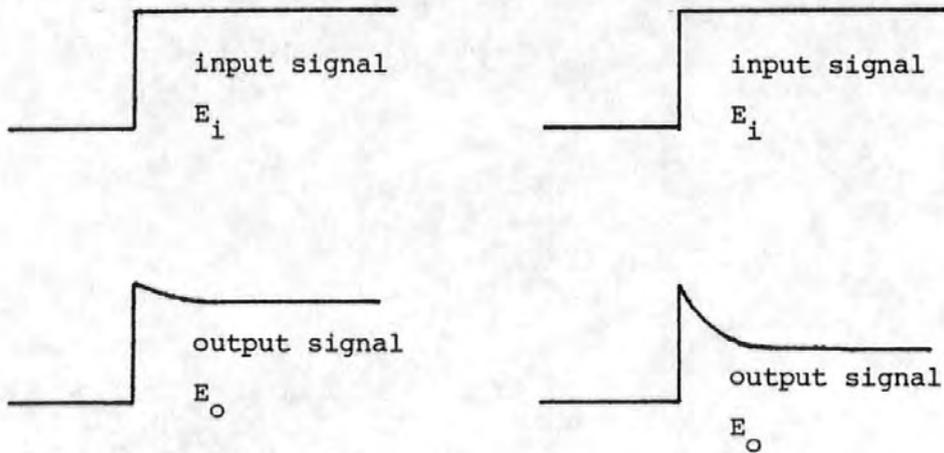 input signal
E_i
input signal
E_i
output signal
E_o
output signal
E_o